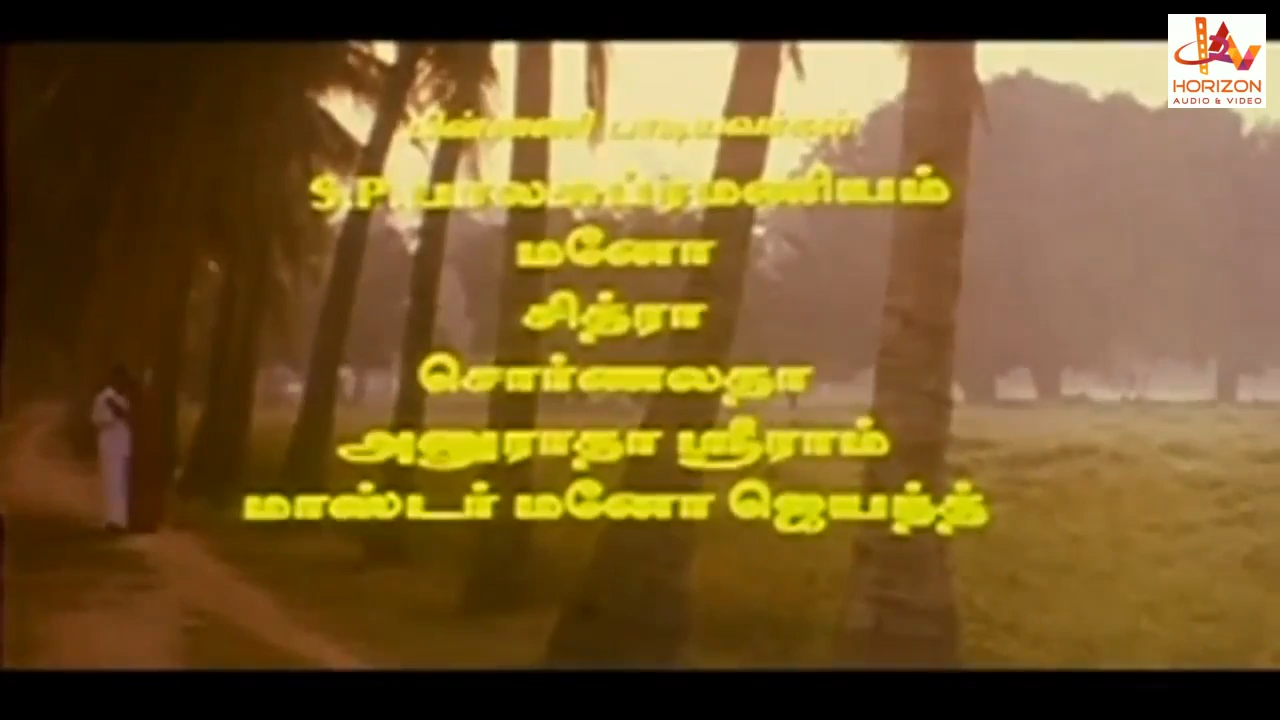 பின்னணி பாடியவர்கள்
S.P. பாலசுப்ரமணியம்
மனோ
சித்ரா
சொர்ணலதா
அனுராதா ஸ்ரீராம்
மாஸ்டர் மனோ ஜெயந்த்
HORIZON
AUDIO & VIDEO